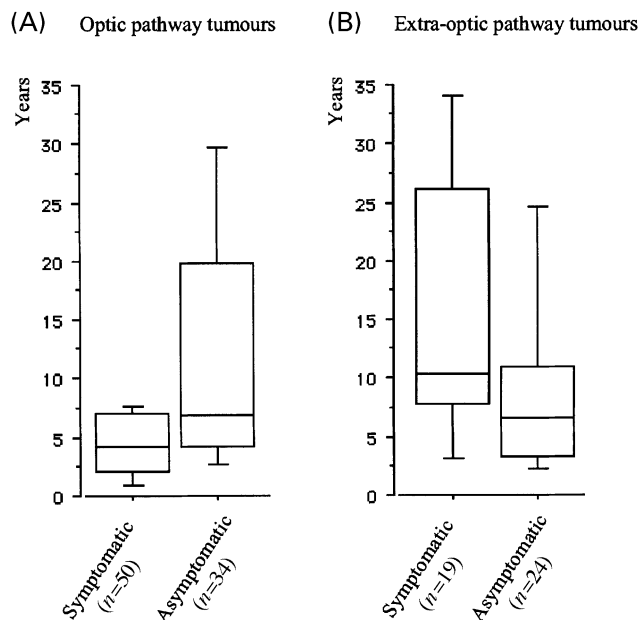 (A) Optic pathway tumours
(B) Extra-optic pathway tumours
Years
35
30
25
20
15
10
5
0
Symptomatic
(n=50)
Asymptomatic
(n=34)
Years
35
30
25
20
15
10
5
0
Symptomatic
(n=19)
Asymptomatic
(n=24)